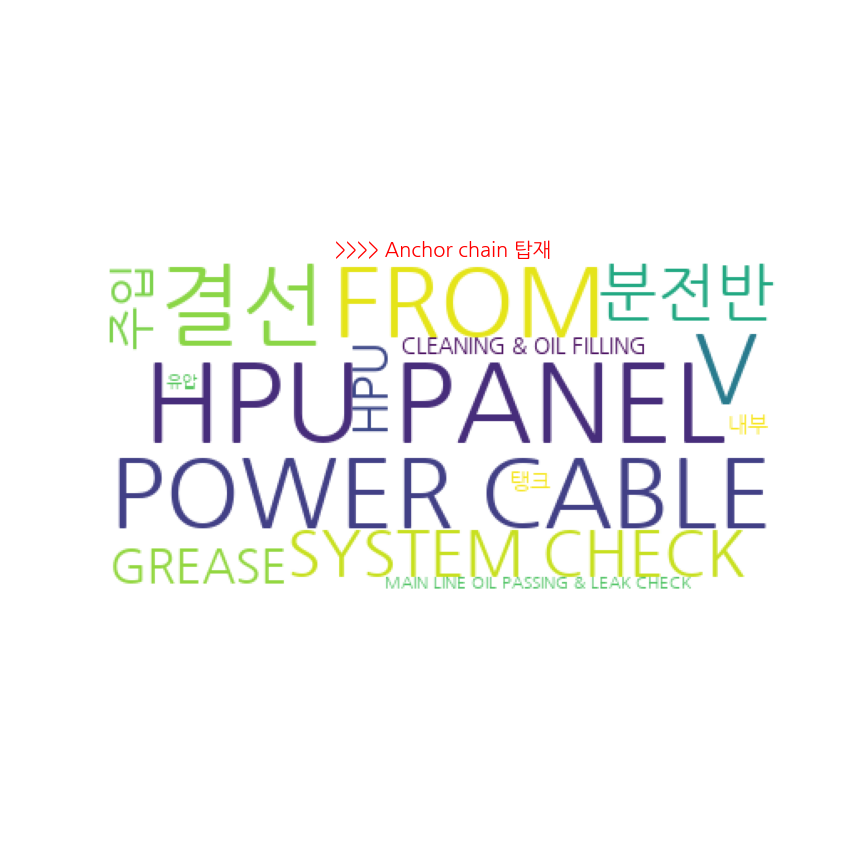 >>>> Anchor chain 탑재
주입
결선
FROM
분전반
CLEANING & OIL FILLING
V
HPU
유압
HPU PANEL
내부
POWER CABLE
탱크
SYSTEM CHECK
GREASE
MAIN LINE OIL PASSING & LEAK CHECK